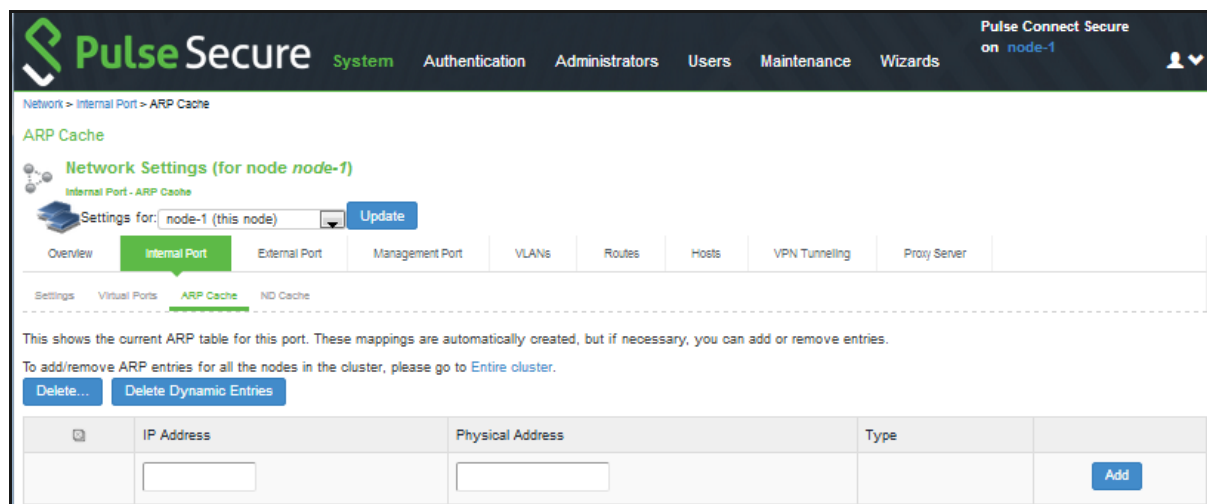 Pulse Secure System Authentication Administrators Users Maintenance Wizards
Pulse Connect Secure
on node-1
Network > Internal Port > ARP Cache
ARP Cache
Network Settings (for node node-1)
Internal Port - ARP Cache
Settings for: node-1 (this node) Update
Overview Internal Port External Port Management Port VLANs Routes Hosts VPN Tunneling Proxy Server
Settings Virtual Ports ARP Cache ND Cache
This shows the current ARP table for this port. These mappings are automatically created, but if necessary, you can add or remove entries.
To add/remove ARP entries for all the nodes in the cluster, please go to Entire cluster.
Delete... Delete Dynamic Entries
IP Address Physical Address Type
Add